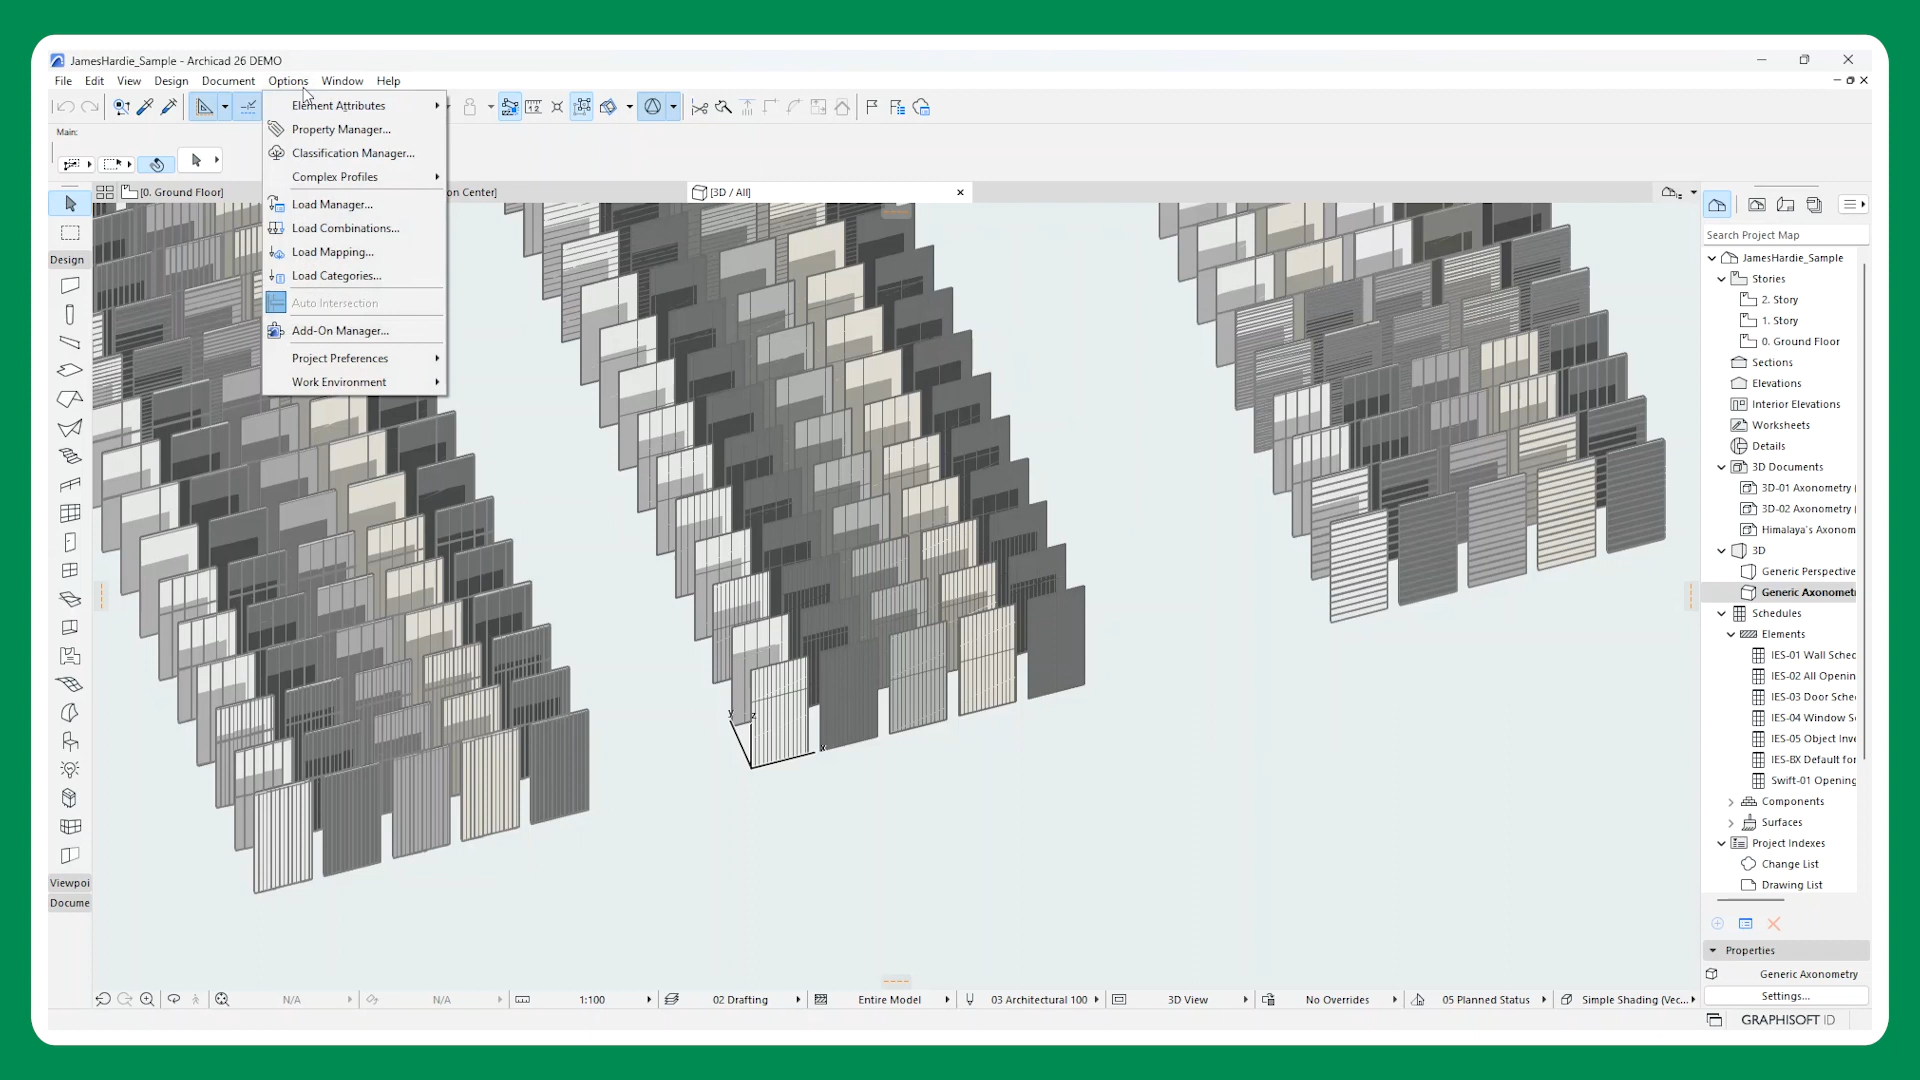 JamesHardie_Sample - Archicad 26 DEMO
File Edit View Design Document Options Window Help
Main:
Element Attributes
Property Manager...
Classification Manager...
Complex Profiles
Load Manager...
Load Combinations...
Load Mapping...
Load Categories...
Auto Intersection
Add-On Manager...
Project Preferences
Work Environment
[0. Ground Floor]
on Center]
[3D / All]
Design
Viewpoi
Docume
y
z
x
Search Project Map
JamesHardie_Sample
Stories
2. Story
1. Story
0. Ground Floor
Sections
Elevations
Interior Elevations
Worksheets
Details
3D Documents
3D-01 Axonometry (
3D-02 Axonometry (
Himalaya's Axonom
3D
Generic Perspective
Generic Axonomet
Schedules
Elements
IES-01 Wall Sched
IES-02 All Openin
IES-03 Door Sche
IES-04 Window S
IES-05 Object Inve
IES-BX Default for
Swift-01 Opening
Components
Surfaces
Project Indexes
Change List
Drawing List
Properties
Generic Axonometry
Settings...
N/A
N/A
1:100
02 Drafting
Entire Model
03 Architectural 100
3D View
No Overrides
05 Planned Status
Simple Shading (Vec...
GRAPHISOFT ID